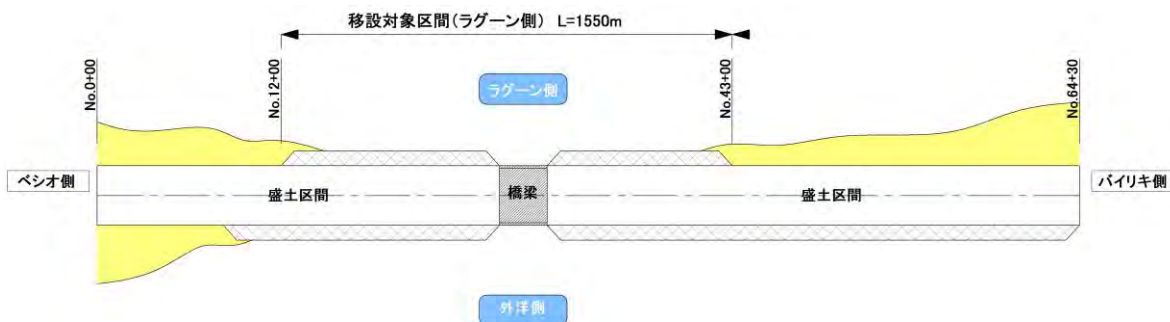 移設対象区間(ラグーン側) L=1550m
No.0+00
No.12+00
No.43+00
No.64+30
ラグーン側
ベシオ側
盛土区間
橋梁
盛土区間
バイリキ側
外洋側